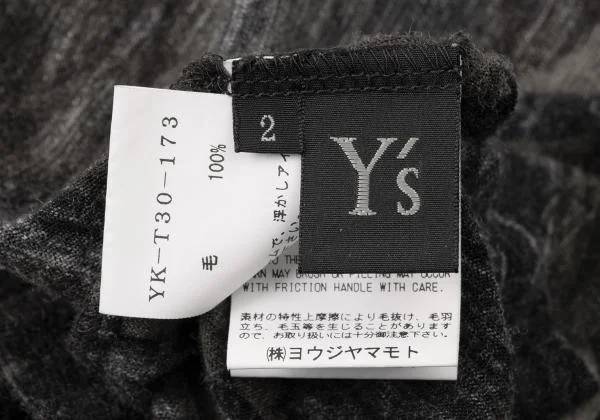 YK-T30-173
毛 100%
2
Y's
MAY BRUSH OR PILLING MAY OCCUR
WITH FRICTION HANDLE WITH CARE.
素材の特性上摩擦により毛抜け、毛羽
立ち、毛玉等を生じることがあります
ので、お取り扱いには十分御注意下さい。
(株)ヨウジヤマモト